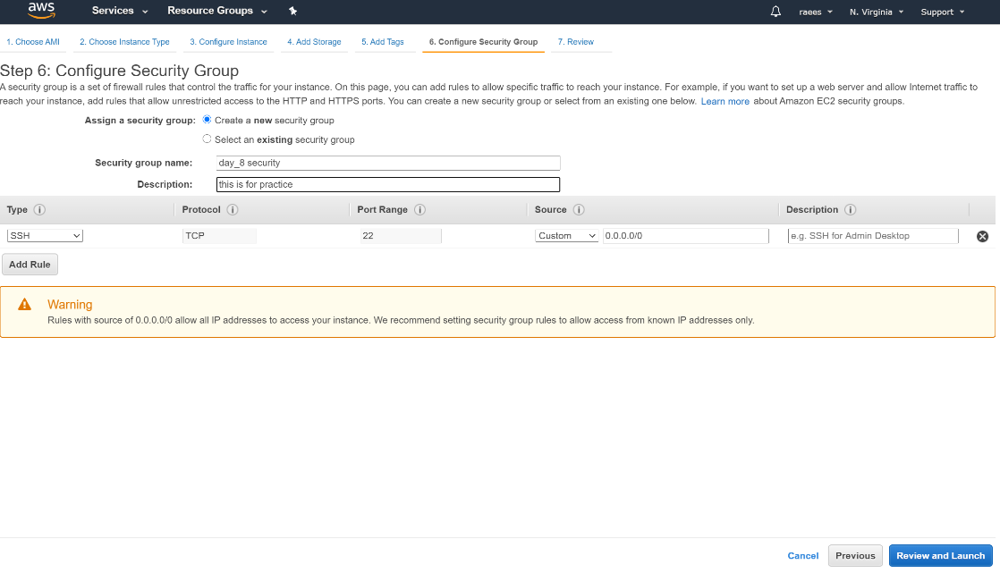 aws Services Resource Groups raees N. Virginia Support
1. Choose AMI 2. Choose Instance Type 3. Configure Instance 4. Add Storage 5. Add Tags 6. Configure Security Group 7. Review
Step 6: Configure Security Group
A security group is a set of firewall rules that control the traffic for your instance. On this page, you can add rules to allow specific traffic to reach your instance. For example, if you want to set up a web server and allow Internet traffic to
reach your instance, add rules that allow unrestricted access to the HTTP and HTTPS ports. You can create a new security group or select from an existing one below. Learn more about Amazon EC2 security groups.
Assign a security group: Create a new security group
Select an existing security group
Security group name: day_8 security
Description: this is for practice
Type i Protocol i Port Range i Source i Description i
SSH TCP 22 Custom 0.0.0.0/0 e.g. SSH for Admin Desktop
Add Rule
Warning
Rules with source of 0.0.0.0/0 allow all IP addresses to access your instance. We recommend setting security group rules to allow access from known IP addresses only.
Cancel Previous Review and Launch